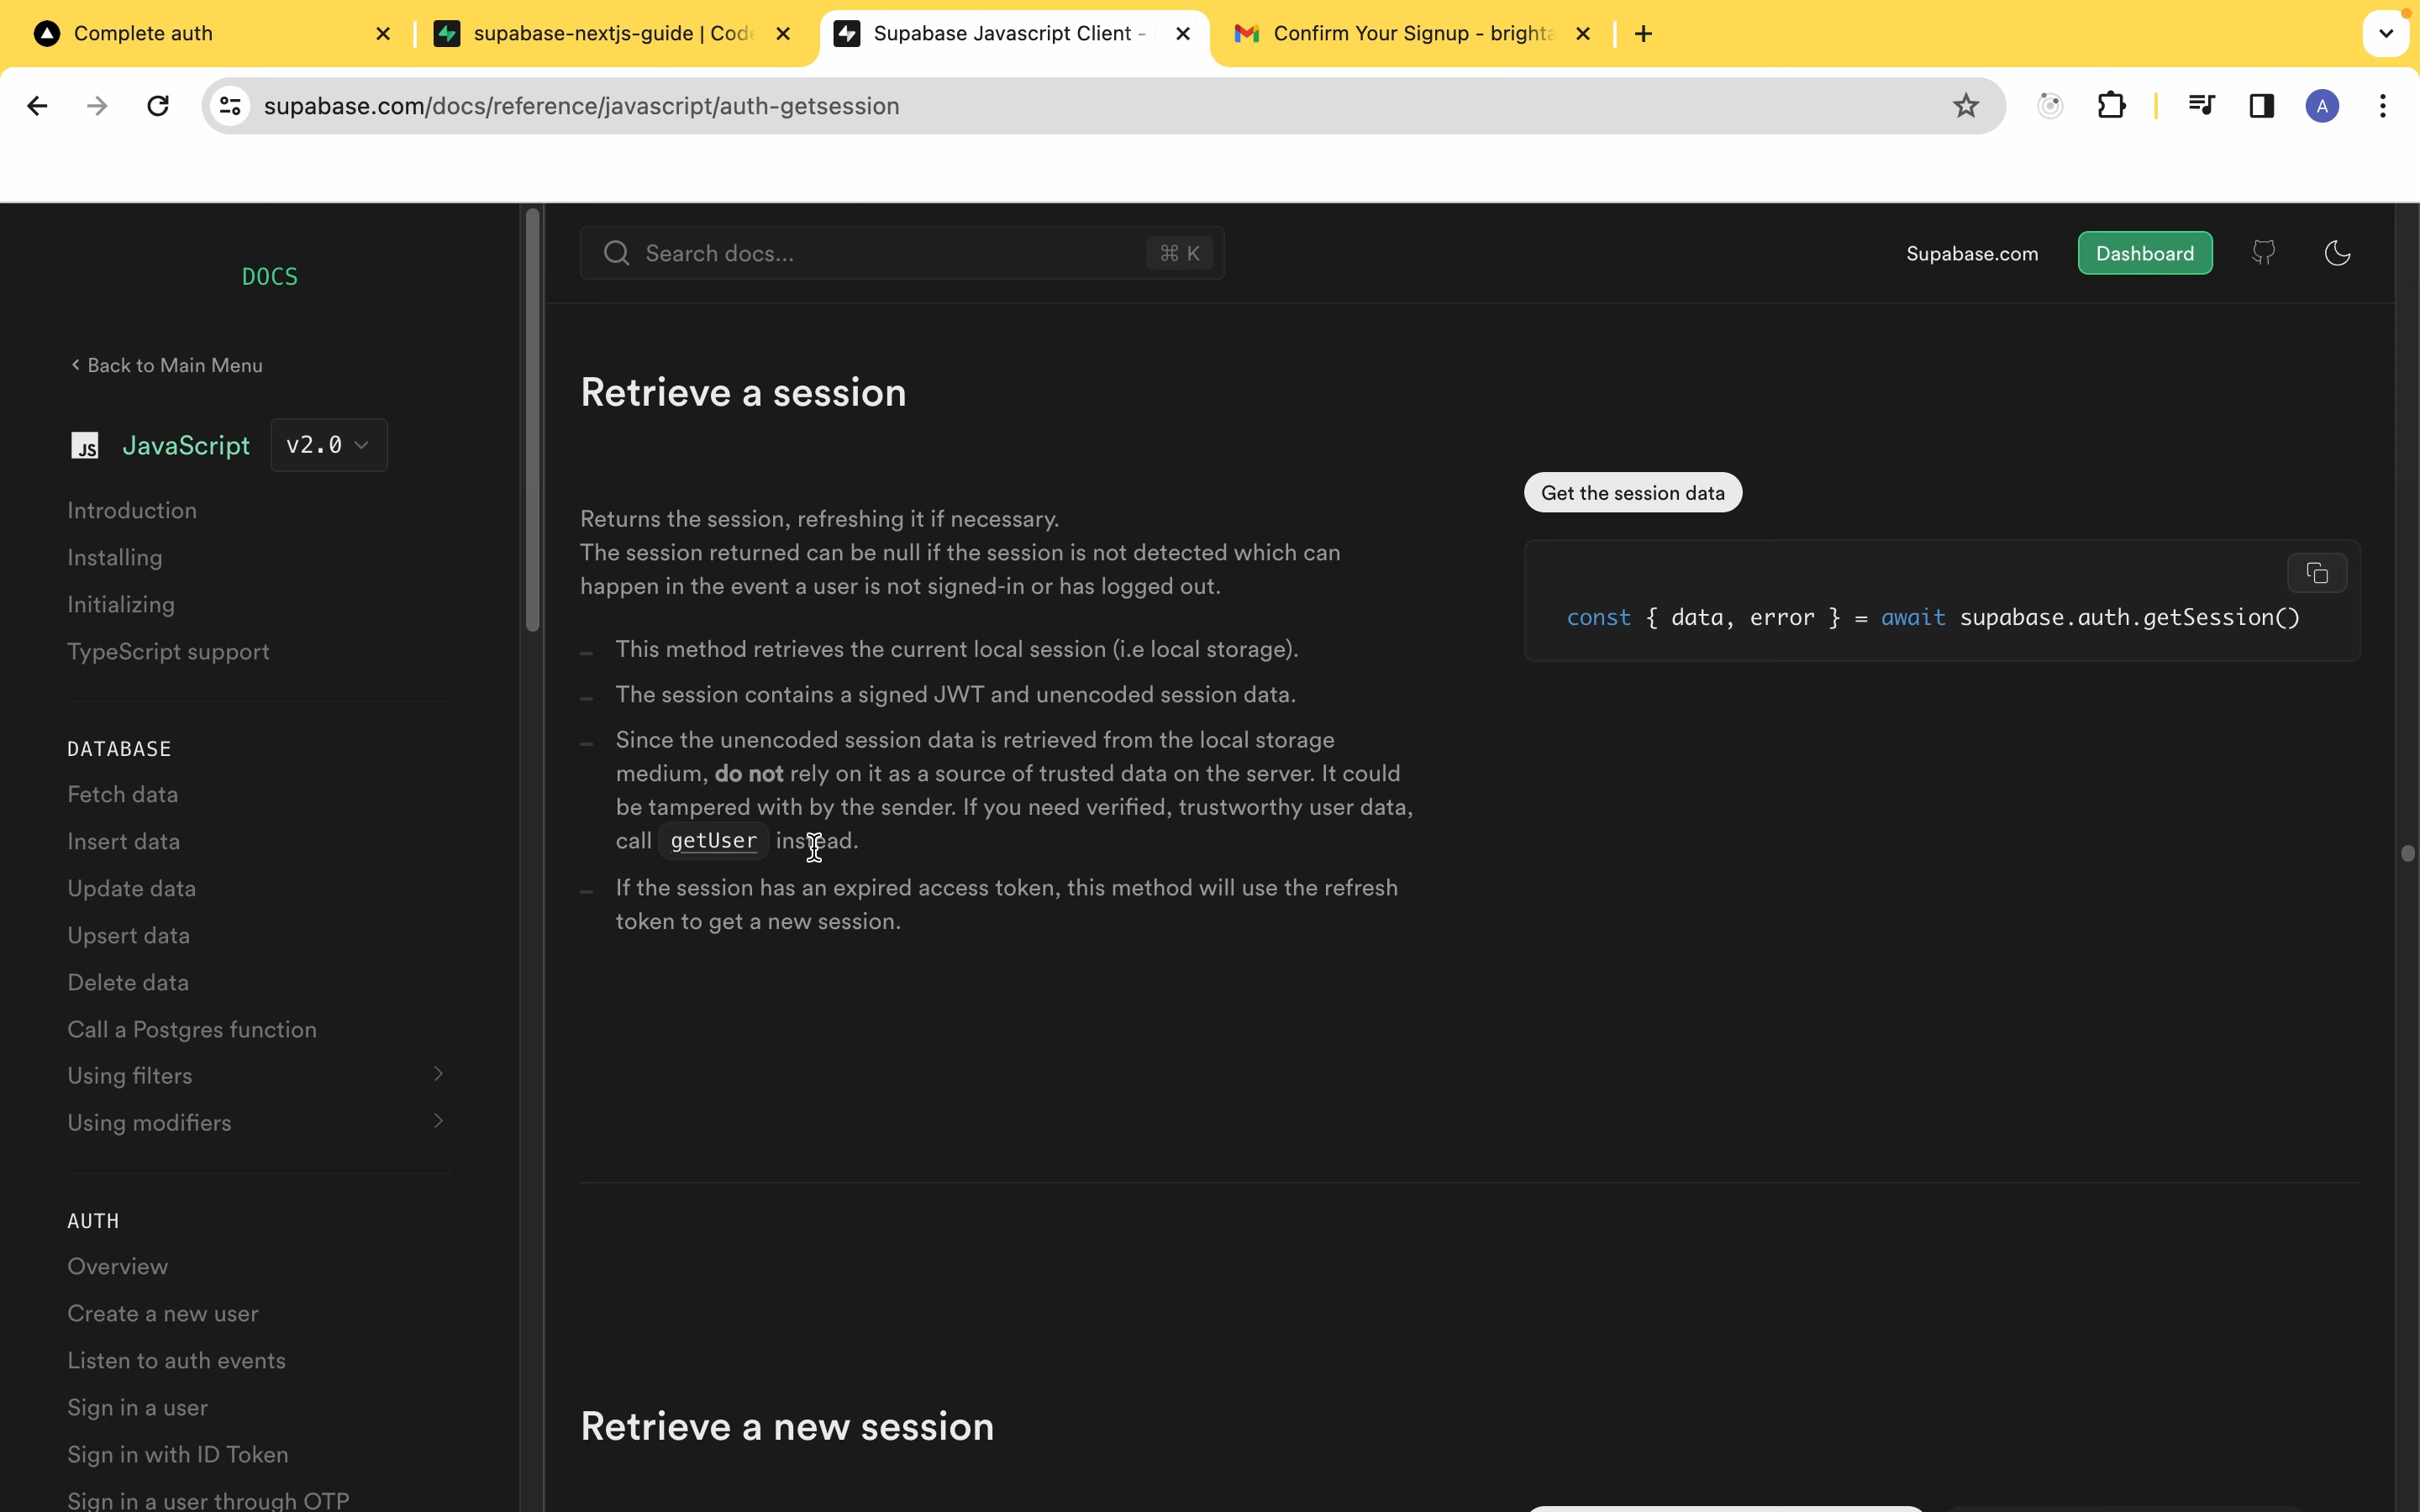 Complete auth
supabase-nextjs-guide | Code
Supabase Javascript Client -
Confirm Your Signup - brighta
supabase.com/docs/reference/javascript/auth-getsession
A
DOCS
Search docs...
⌘ K
Supabase.com
Dashboard
Back to Main Menu
JS JavaScript v2.0
Introduction
Installing
Initializing
TypeScript support
DATABASE
Fetch data
Insert data
Update data
Upsert data
Delete data
Call a Postgres function
Using filters
Using modifiers
AUTH
Overview
Create a new user
Listen to auth events
Sign in a user
Sign in with ID Token
Sign in a user through OTP
Retrieve a session
Returns the session, refreshing it if necessary.
The session returned can be null if the session is not detected which can
happen in the event a user is not signed-in or has logged out.
– This method retrieves the current local session (i.e local storage).
– The session contains a signed JWT and unencoded session data.
– Since the unencoded session data is retrieved from the local storage
medium, do not rely on it as a source of trusted data on the server. It could
be tampered with by the sender. If you need verified, trustworthy user data,
call getUser instead.
– If the session has an expired access token, this method will use the refresh
token to get a new session.
Get the session data
const { data, error } = await supabase.auth.getSession()
Retrieve a new session